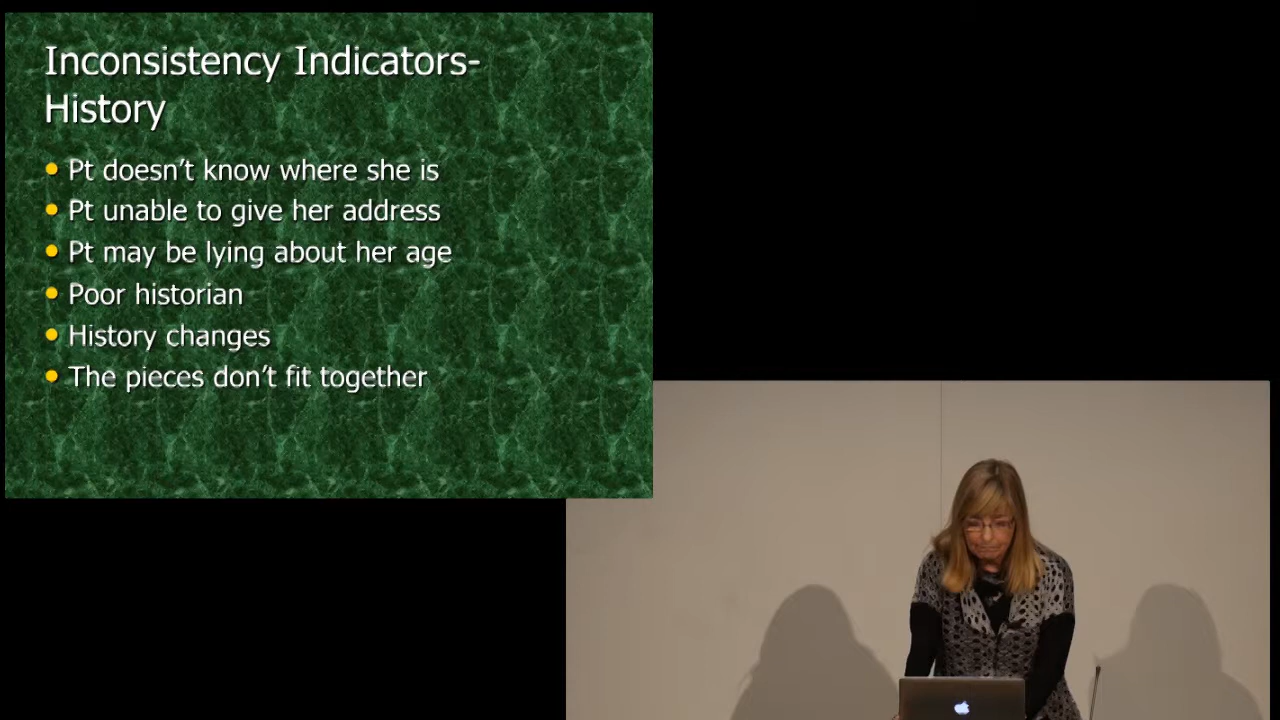 Inconsistency Indicators-
History
• Pt doesn't know where she is
• Pt unable to give her address
• Pt may be lying about her age
• Poor historian
• History changes
• The pieces don't fit together